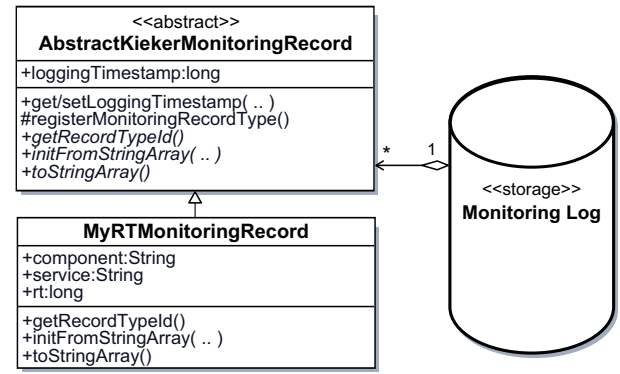 <<abstract>>
AbstractKiekerMonitoringRecord
+loggingTimestamp:long
+get/setLoggingTimestamp( .. )
#registerMonitoringRecordType()
+getRecordTypeId()
+initFromStringArray( .. )
+toStringArray()
* 1
<<storage>>
Monitoring Log
MyRTMonitoringRecord
+component:String
+service:String
+rt:long
+getRecordTypeId()
+initFromStringArray( .. )
+toStringArray()